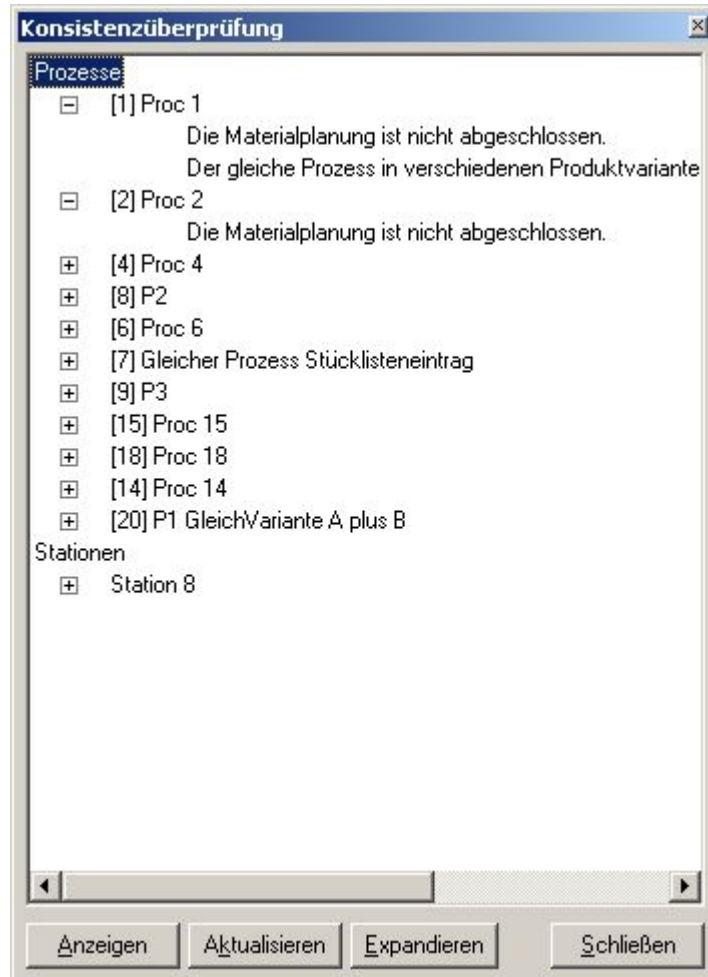 Konsistenzüberprüfung
Prozesse
[1] Proc 1
Die Materialplanung ist nicht abgeschlossen.
Der gleiche Prozess in verschiedenen Produktvariante
[2] Proc 2
Die Materialplanung ist nicht abgeschlossen.
[4] Proc 4
[8] P2
[6] Proc 6
[7] Gleicher Prozess Stücklisteneintrag
[9] P3
[15] Proc 15
[18] Proc 18
[14] Proc 14
[20] P1 GleichVariante A plus B
Stationen
Station 8
Anzeigen Aktualisieren Expandieren Schließen